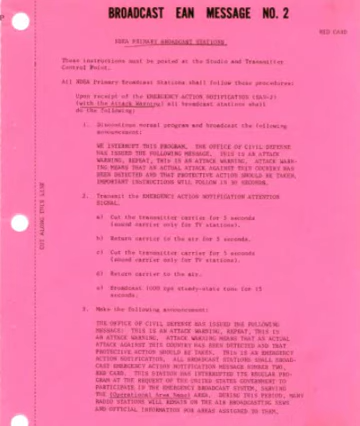 BROADCAST EAN MESSAGE NO. 2
RED CARD
PRIMARY BROADCAST STATIONS
These instructions must be posted at the Studio and Transmitter
Control Point.
All Primary Broadcast Stations shall follow these procedures:
Upon receipt of the EMERGENCY ACTION NOTIFICATION
(with the Attack Warning) all broadcast stations shall
do the following:
1. Discontinue normal program and broadcast the following
announcement:
WE INTERRUPT THIS PROGRAM. THE OFFICE OF CIVIL DEFENSE
HAS ISSUED THE FOLLOWING MESSAGE. THIS IS AN ATTACK
WARNING, REPEAT, THIS IS AN ATTACK WARNING. ATTACK WARN-
ING MEANS THAT AN ACTUAL ATTACK AGAINST THIS COUNTRY HAS
BEEN DETECTED AND THAT PROTECTIVE ACTION SHOULD BE TAKEN.
IMPORTANT INSTRUCTIONS WILL FOLLOW IN 30 SECONDS.
2. Transmit the EMERGENCY ACTION NOTIFICATION ATTENTION
SIGNAL.
a) Cut the transmitter carrier for 5 seconds
(sound carrier only for TV stations).
b) Return carrier to the air for 5 seconds.
c) Cut the transmitter carrier for 5 seconds
(sound carrier only for TV stations).
d) Return carrier to the air.
e) Broadcast 1000 cps steady-state tone for 15
seconds.
3. Make the following announcement:
THE OFFICE OF CIVIL DEFENSE HAS ISSUED THE FOLLOWING
MESSAGE: THIS IS AN ATTACK WARNING, REPEAT, THIS IS
AN ATTACK WARNING. ATTACK WARNING MEANS THAT AN ACTUAL
ATTACK AGAINST THIS COUNTRY HAS BEEN DETECTED AND THAT
PROTECTIVE ACTION SHOULD BE TAKEN. THIS IS AN EMERGENCY
ACTION NOTIFICATION. ALL BROADCAST STATIONS SHALL BROAD-
CAST EMERGENCY ACTION NOTIFICATION MESSAGE NUMBER TWO,
RED CARD. THIS STATION HAS INTERRUPTED ITS REGULAR PRO-
GRAM AT THE REQUEST OF THE UNITED STATES GOVERNMENT TO
PARTICIPATE IN THE EMERGENCY BROADCAST SYSTEM, SERVING
THE (Operational Area Name) AREA. DURING THIS PERIOD, MANY
RADIO STATIONS WILL REMAIN ON THE AIR BROADCASTING NEWS
AND OFFICIAL INFORMATION FOR AREAS ASSIGNED TO THEM.
CUT ALONG THIS LINE